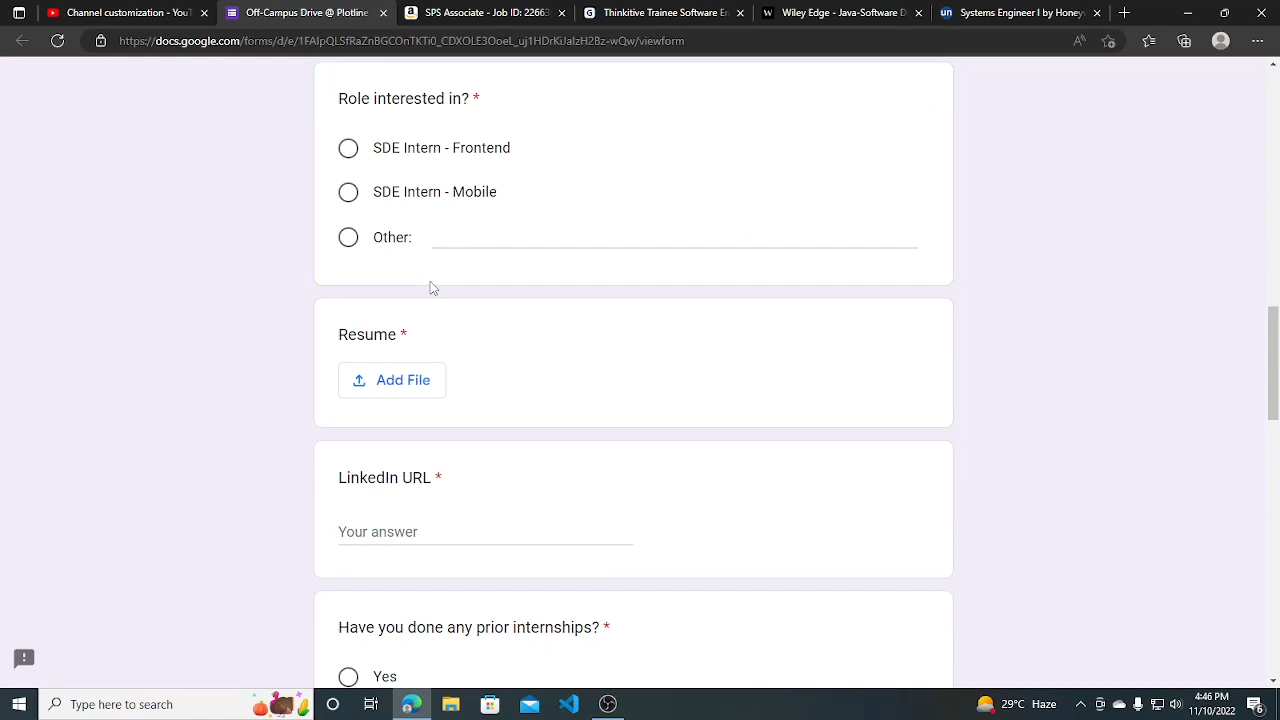 Channel customization - YouT
Off-Campus Drive @ Plotline
SPS Associate - Job ID: 22663
Thinkitive Trainee Software En
Wiley Edge - Java-Software D
un Systems Engineer I by Honey
https://docs.google.com/forms/d/e/1FAIpQLSfRaZnBGCOnTKTi0_CDXOLE3OoeL_uj1HDrKiJaIzH2Bz-wQw/viewform
Role interested in? *
SDE Intern - Frontend
SDE Intern - Mobile
Other:
Resume *
Add File
LinkedIn URL *
Your answer
Have you done any prior internships? *
Yes
Type here to search
29°C Haze
4:46 PM
11/10/2022